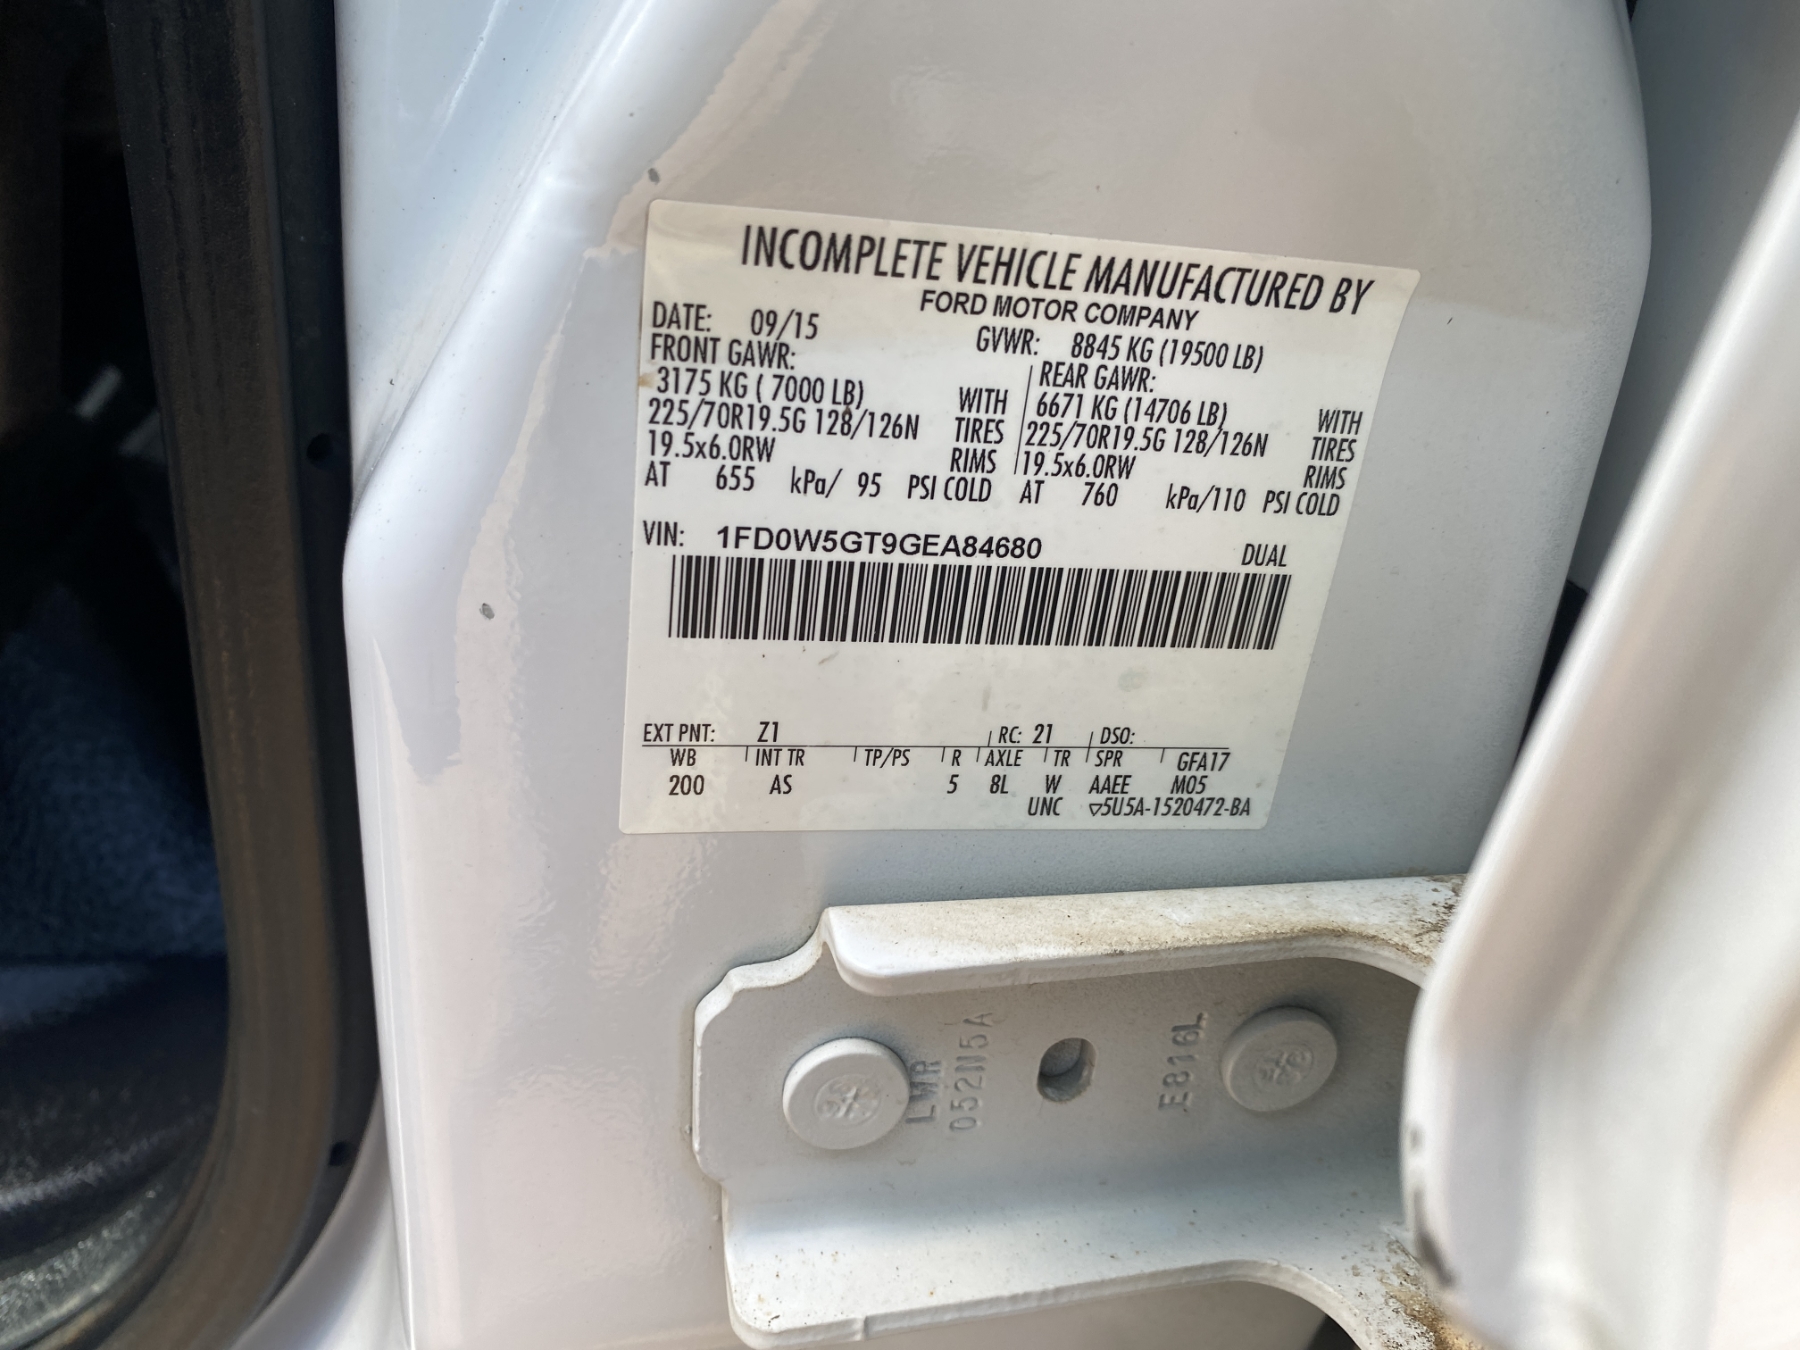 INCOMPLETE VEHICLE MANUFACTURED BY
FORD MOTOR COMPANY
DATE: 09/15 GVWR: 8845 KG (19500 LB)
FRONT GAWR: REAR GAWR:
3175 KG ( 7000 LB) WITH 6671 KG (14706 LB) WITH
225/70R19.5G 128/126N TIRES 225/70R19.5G 128/126N TIRES
19.5x6.0RW RIMS 19.5x6.0RW RIMS
AT 655 kPa/ 95 PSI COLD AT 760 kPa/110 PSI COLD
VIN: 1FD0W5GT9GEA84680 DUAL
EXT PNT: Z1 RC: 21 DSO:
WB INT TR TP/PS R AXLE TR SPR GFA17
200 AS 5 8L W AAEE M05
UNC ▽5U5A-1520472-BA
LWR
052N5A
E816L